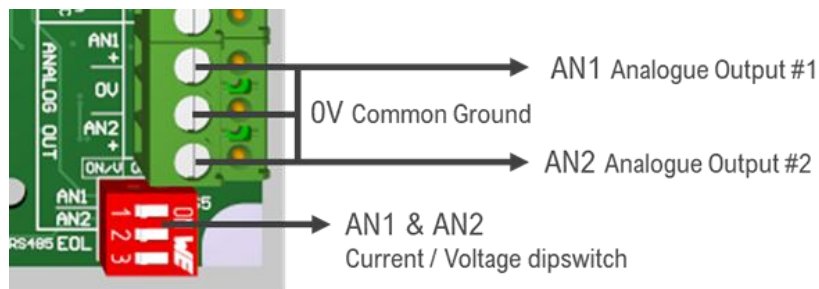 AN1
+
0V
AN2
+
ANALOG OUT
ON/V
AN1
AN2
RS485 EOL
1
2
3
ON
WE
AN1 Analogue Output #1
0V Common Ground
AN2 Analogue Output #2
AN1 & AN2
Current / Voltage dipswitch